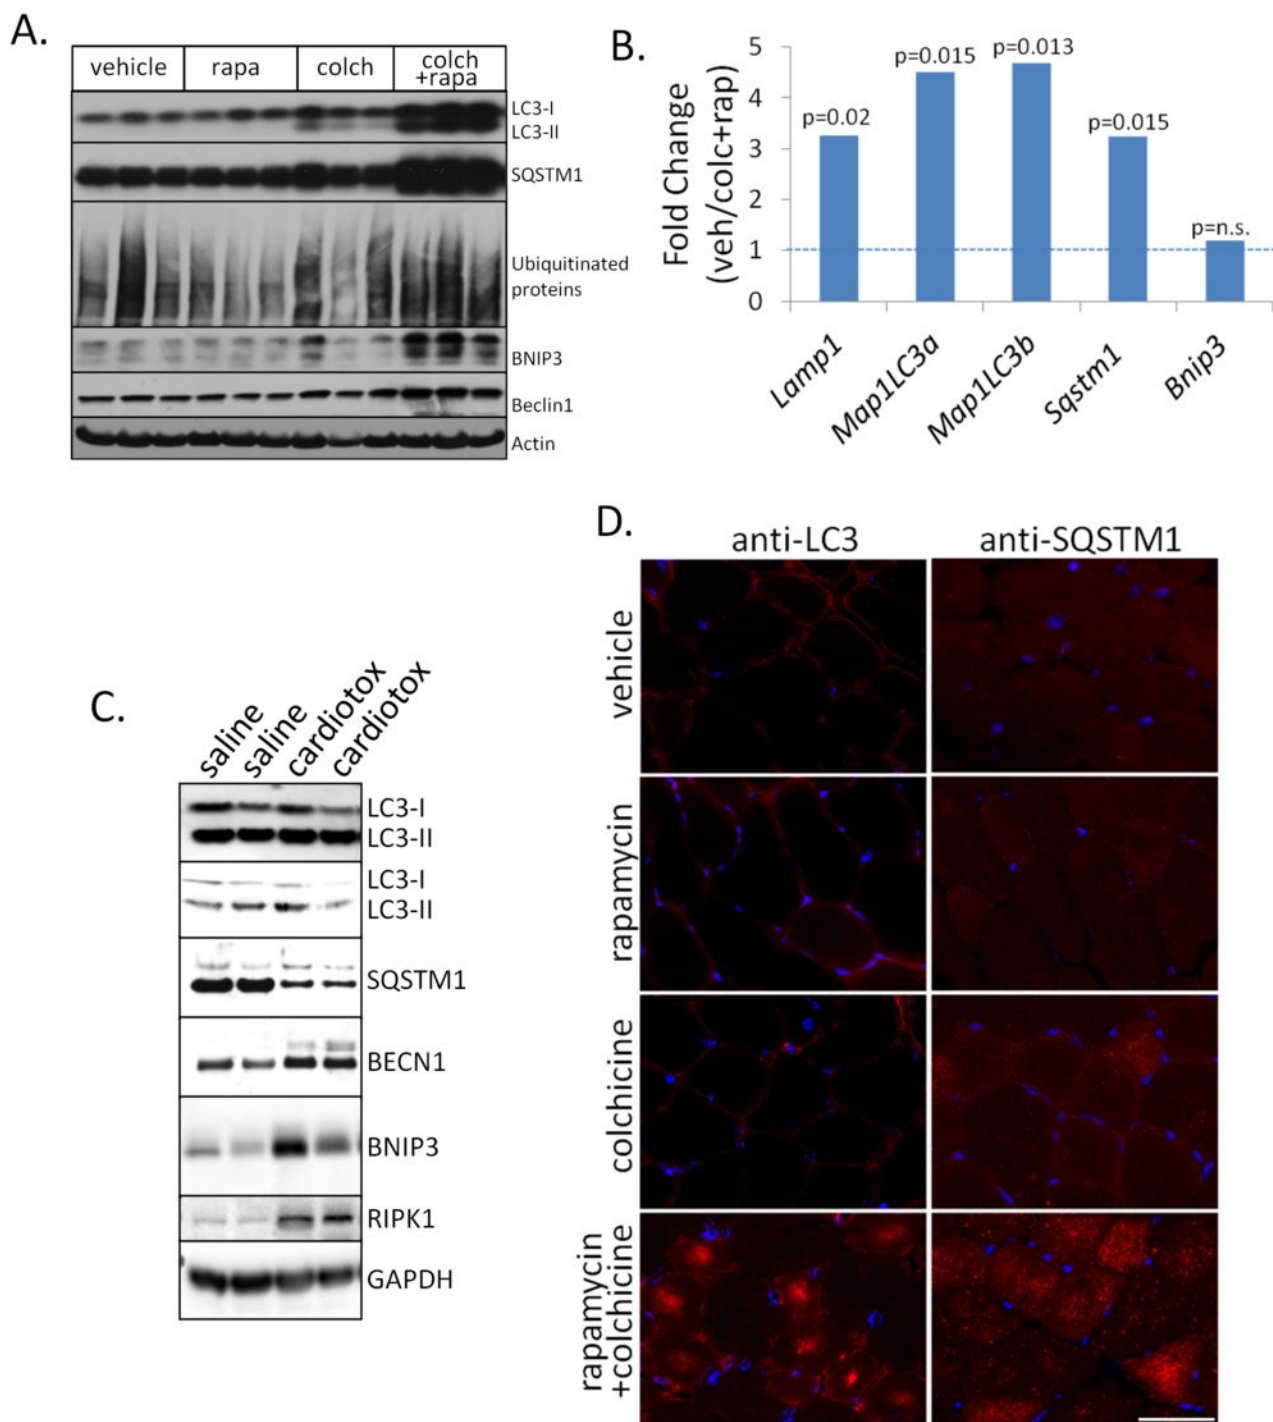 A.
vehicle rapa colch colch
+rapa
LC3-I
LC3-II
SQSTM1
Ubiquitinated
proteins
BNIP3
Beclin1
Actin
B.
Fold Change
(veh/colc+rap)
5
4
3
2
1
0
p=0.02
p=0.015
p=0.013
p=0.015
p=n.s.
Lamp1
Map1LC3a
Map1LC3b
Sqstm1
Bnip3
C.
saline
saline
cardiotox
cardiotox
LC3-I
LC3-II
LC3-I
LC3-II
SQSTM1
BECN1
BNIP3
RIPK1
GAPDH
D.
anti-LC3 anti-SQSTM1
vehicle
rapamycin
colchicine
rapamycin
+colchicine